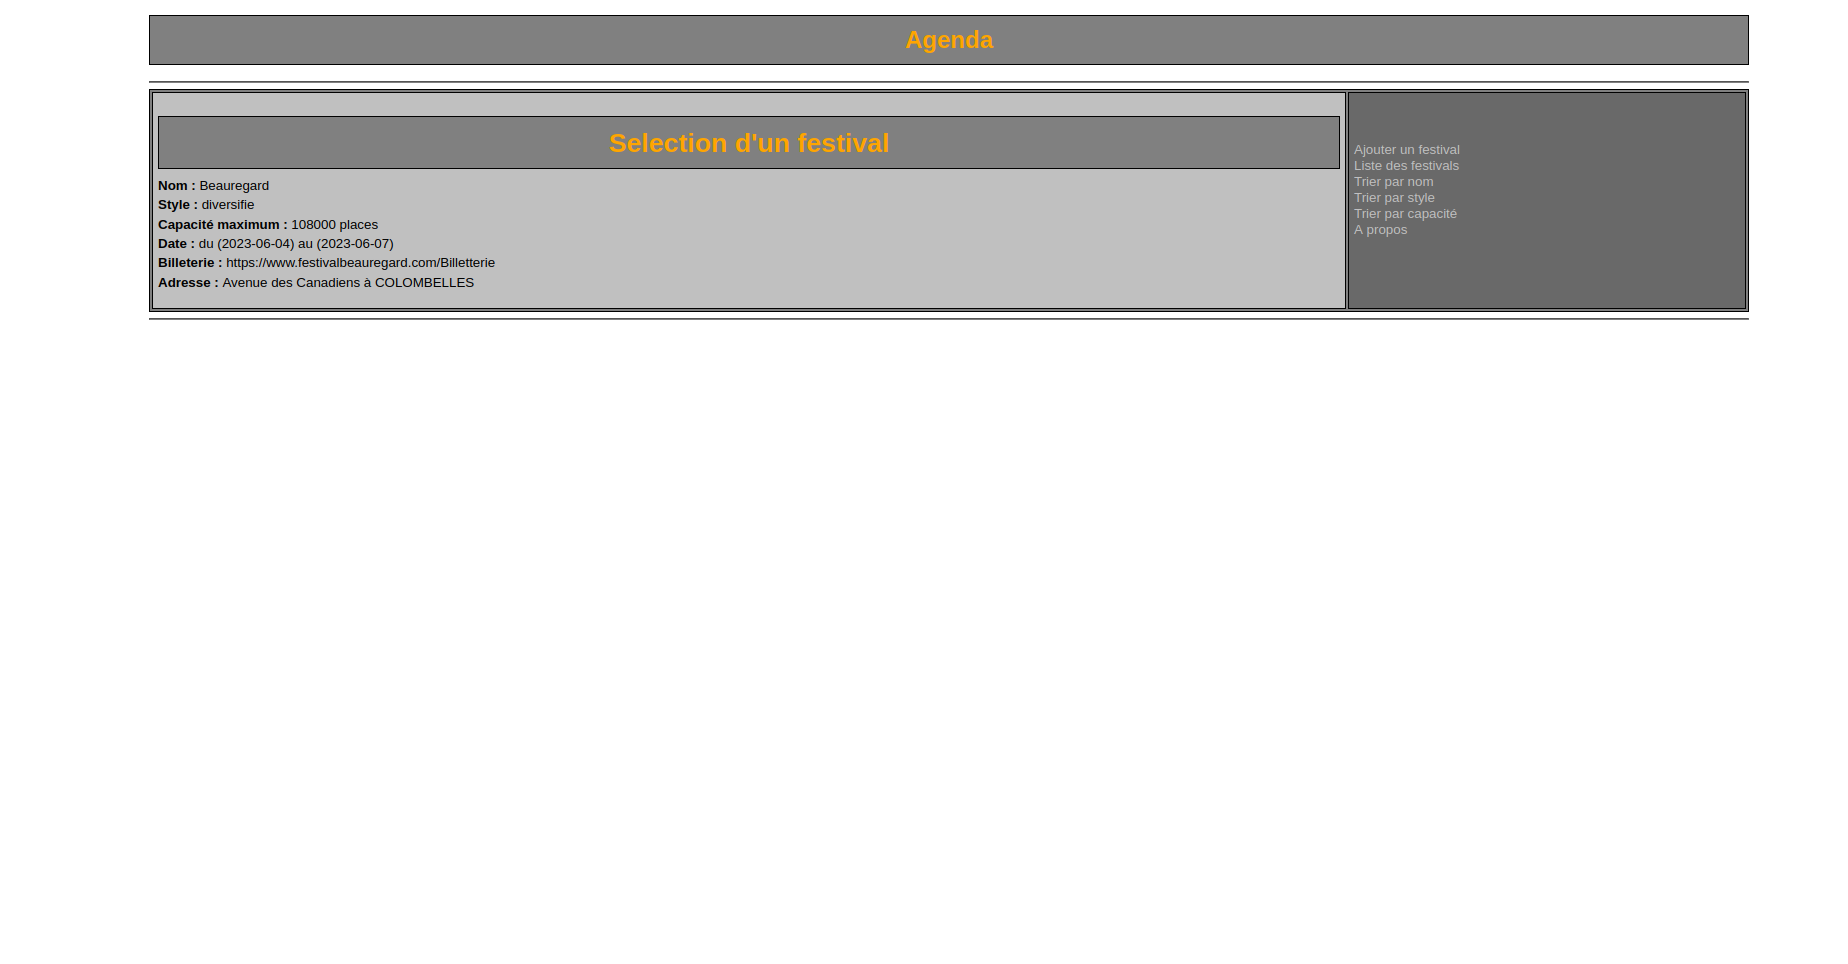 Agenda
Selection d'un festival
Nom : Beauregard
Style : diversifie
Capacité maximum : 108000 places
Date : du (2023-06-04) au (2023-06-07)
Billeterie : https://www.festivalbeauregard.com/Billetterie
Adresse : Avenue des Canadiens à COLOMBELLES
Ajouter un festival
Liste des festivals
Trier par nom
Trier par style
Trier par capacité
A propos